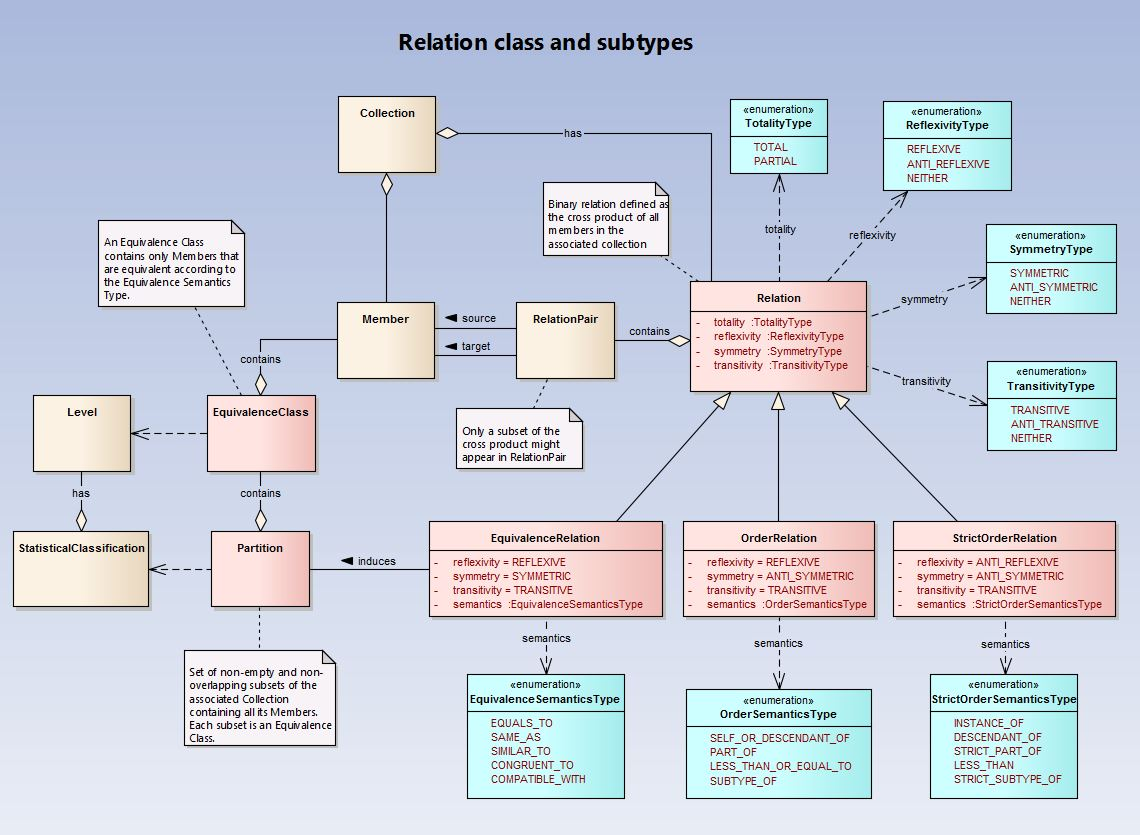 Relation class and subtypes
Collection
has
«enumeration»
TotalityType
TOTAL
PARTIAL
«enumeration»
ReflexivityType
REFLEXIVE
ANTI_REFLEXIVE
NEITHER
Binary relation defined as
the cross product of all
members in the
associated collection
totality
reflexivity
An Equivalence Class
contains only Members that
are equivalent according to
the Equivalence Semantics
Type.
«enumeration»
SymmetryType
SYMMETRIC
ANTI_SYMMETRIC
NEITHER
symmetry
Member
source
target
RelationPair
contains
Relation
- totality :TotalityType
- reflexivity :ReflexivityType
- symmetry :SymmetryType
- transitivity :TransitivityType
transitivity
«enumeration»
TransitivityType
TRANSITIVE
ANTI_TRANSITIVE
NEITHER
contains
Level
EquivalenceClass
Only a subset of the
cross product might
appear in RelationPair
has
contains
StatisticalClassification
Partition
induces
EquivalenceRelation
- reflexivity = REFLEXIVE
- symmetry = SYMMETRIC
- transitivity = TRANSITIVE
- semantics :EquivalenceSemanticsType
OrderRelation
- reflexivity = REFLEXIVE
- symmetry = ANTI_SYMMETRIC
- transitivity = TRANSITIVE
- semantics :OrderSemanticsType
StrictOrderRelation
- reflexivity = ANTI_REFLEXIVE
- symmetry = ANTI_SYMMETRIC
- transitivity = TRANSITIVE
- semantics :StrictOrderSemanticsType
semantics
semantics
semantics
Set of non-empty and non-
overlapping subsets of the
associated Collection
containing all its Members.
Each subset is an Equivalence
Class.
«enumeration»
EquivalenceSemanticsType
EQUALS_TO
SAME_AS
SIMILAR_TO
CONGRUENT_TO
COMPATIBLE_WITH
«enumeration»
OrderSemanticsType
SELF_OR_DESCENDANT_OF
PART_OF
LESS_THAN_OR_EQUAL_TO
SUBTYPE_OF
«enumeration»
StrictOrderSemanticsType
INSTANCE_OF
DESCENDANT_OF
STRICT_PART_OF
LESS_THAN
STRICT_SUBTYPE_OF